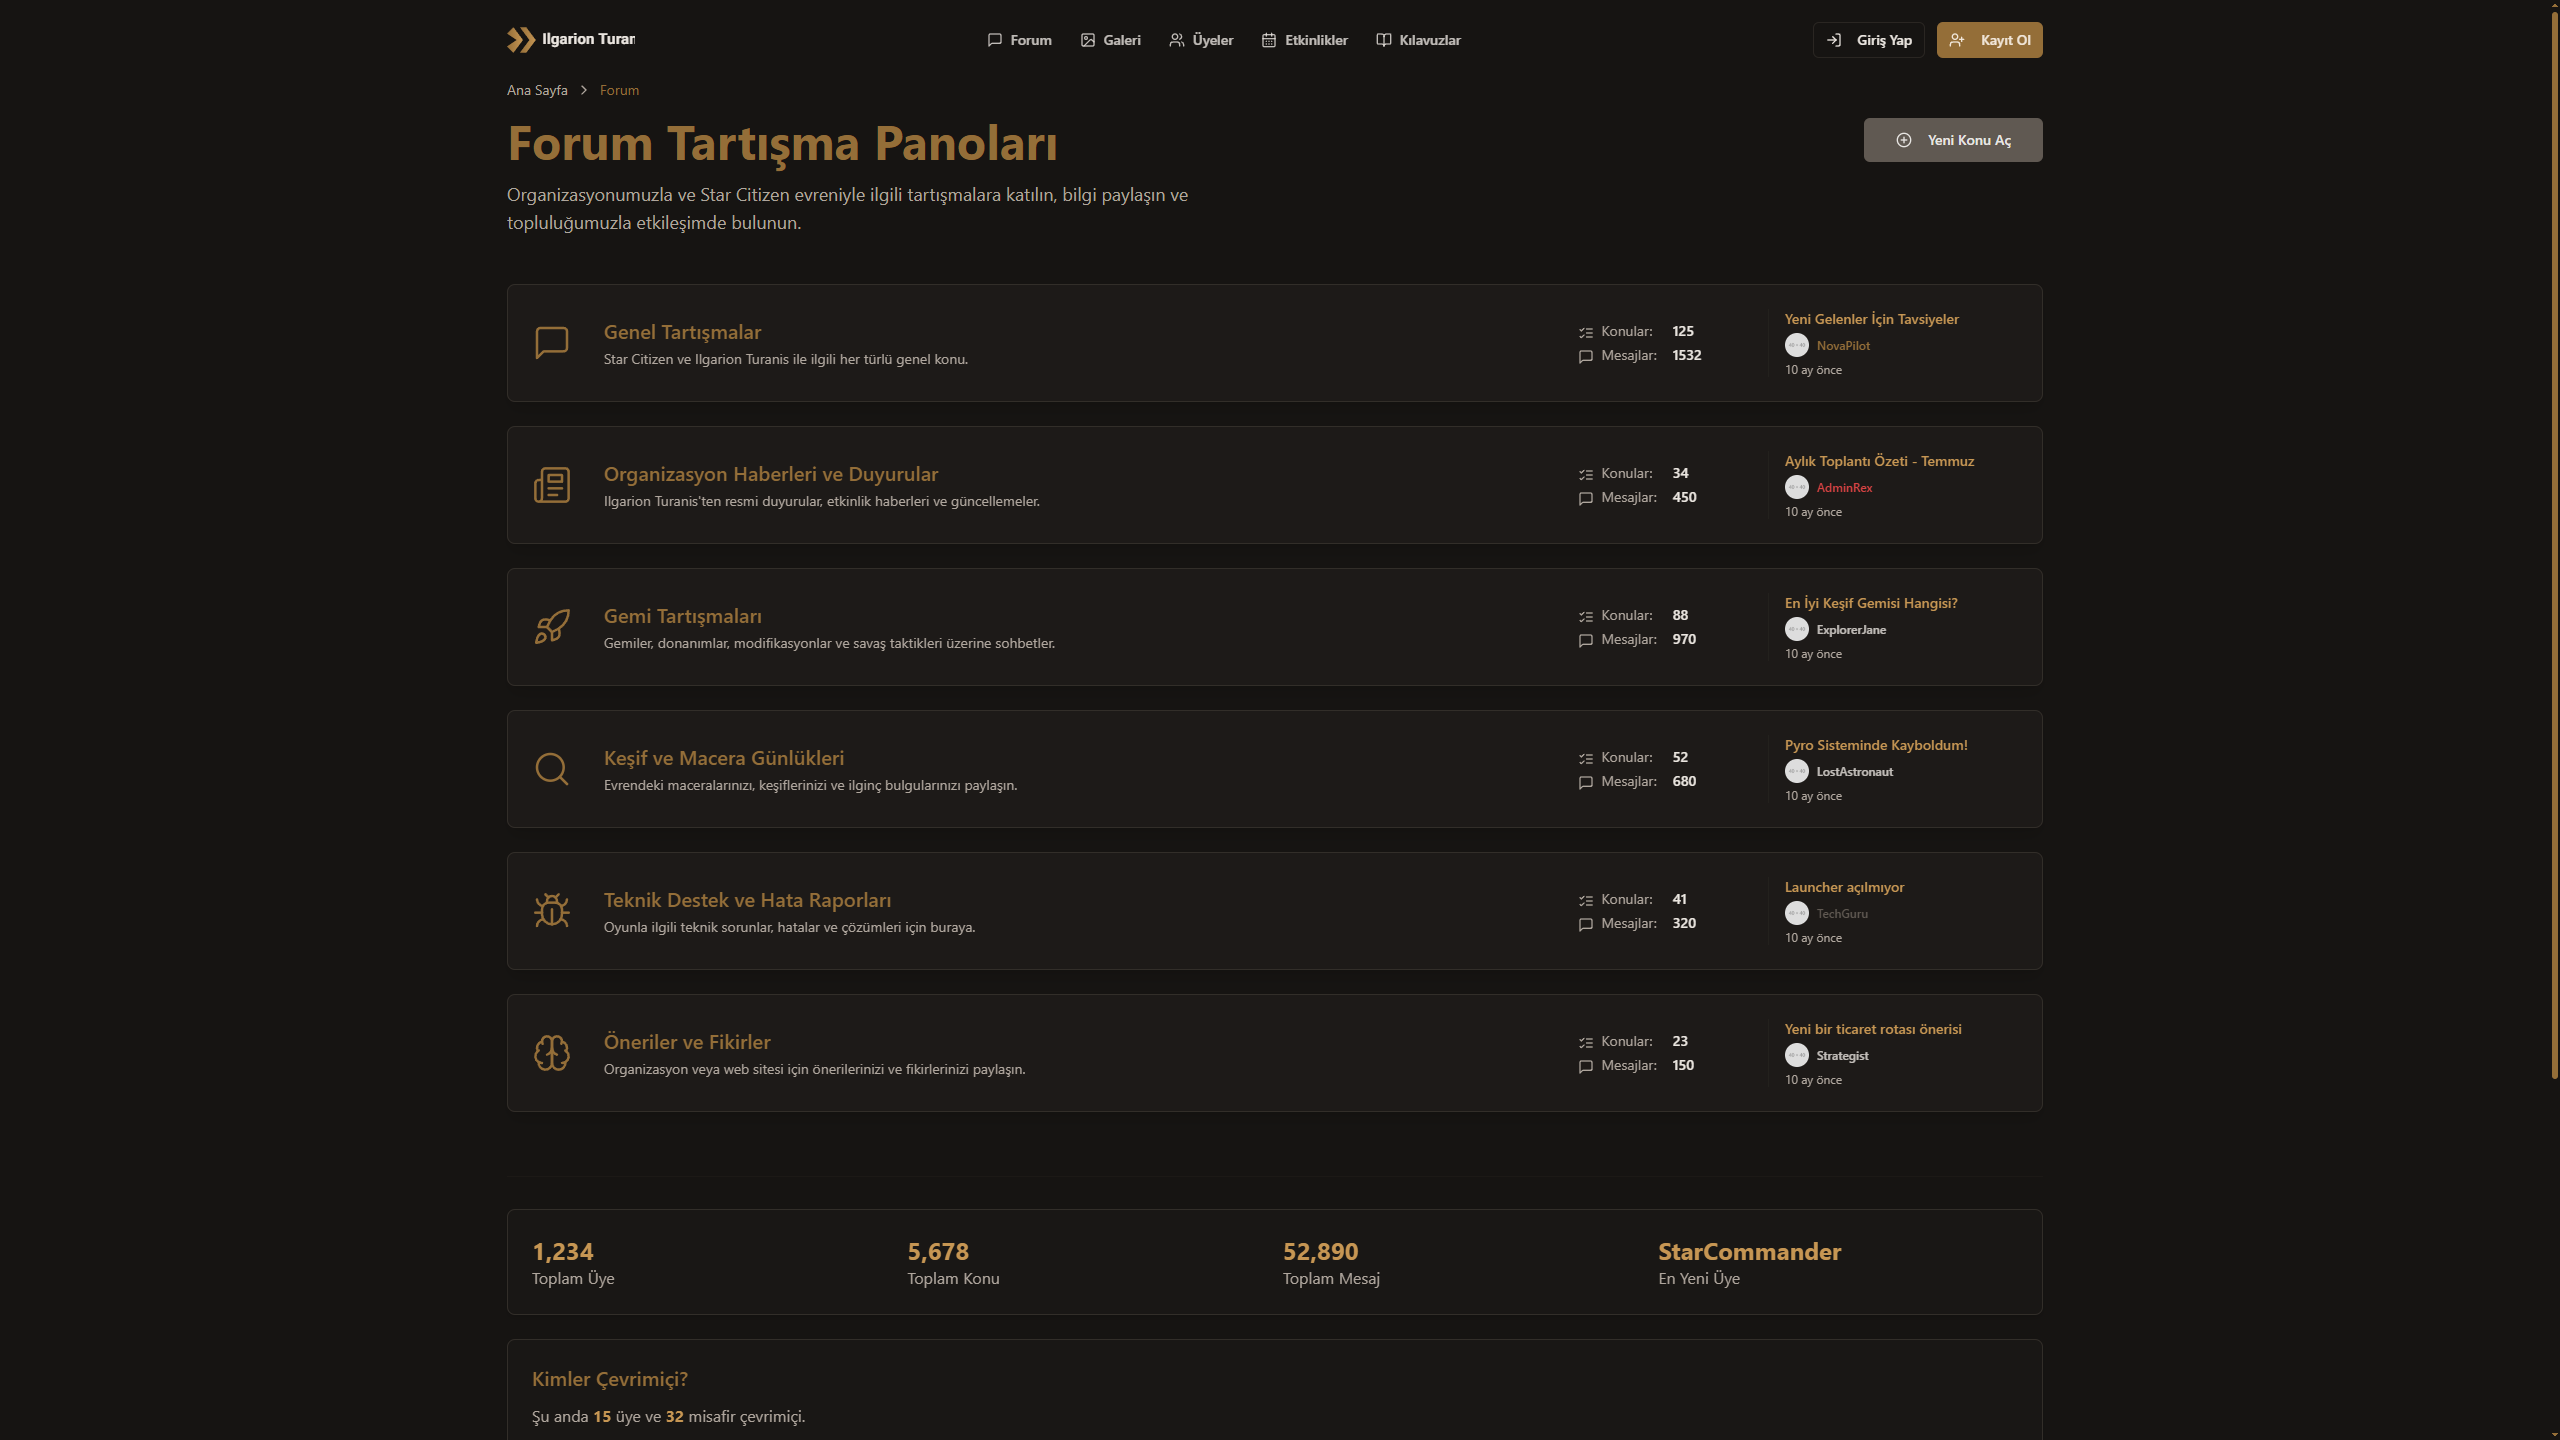 Ilgarion Turan
Forum
Galeri
Üyeler
Etkinlikler
Kılavuzlar
Giriş Yap
Kayıt Ol
Ana Sayfa > Forum
Forum Tartışma Panoları
Yeni Konu Aç
Organizasyonumuzla ve Star Citizen evreniyle ilgili tartışmalara katılın, bilgi paylaşın ve
topluluğumuzla etkileşimde bulunun.
Genel Tartışmalar
Star Citizen ve Ilgarion Turanis ile ilgili her türlü genel konu.
Konular: 125
Mesajlar: 1532
Yeni Gelenler İçin Tavsiyeler
NovaPilot
10 ay önce
Organizasyon Haberleri ve Duyurular
Ilgarion Turanis'ten resmi duyurular, etkinlik haberleri ve güncellemeler.
Konular: 34
Mesajlar: 450
Aylık Toplantı Özeti - Temmuz
AdminRex
10 ay önce
Gemi Tartışmaları
Gemiler, donanımlar, modifikasyonlar ve savaş taktikleri üzerine sohbetler.
Konular: 88
Mesajlar: 970
En İyi Keşif Gemisi Hangisi?
ExplorerJane
10 ay önce
Keşif ve Macera Günlükleri
Evrendeki maceralarınızı, keşiflerinizi ve ilginç bulgularınızı paylaşın.
Konular: 52
Mesajlar: 680
Pyro Sisteminde Kayboldum!
LostAstronaut
10 ay önce
Teknik Destek ve Hata Raporları
Oyunla ilgili teknik sorunlar, hatalar ve çözümleri için buraya.
Konular: 41
Mesajlar: 320
Launcher açılmıyor
TechGuru
10 ay önce
Öneriler ve Fikirler
Organizasyon veya web sitesi için önerilerinizi ve fikirlerinizi paylaşın.
Konular: 23
Mesajlar: 150
Yeni bir ticaret rotası önerisi
Strategist
10 ay önce
1,234
Toplam Üye
5,678
Toplam Konu
52,890
Toplam Mesaj
StarCommander
En Yeni Üye
Kimler Çevrimiçi?
Şu anda 15 üye ve 32 misafir çevrimiçi.